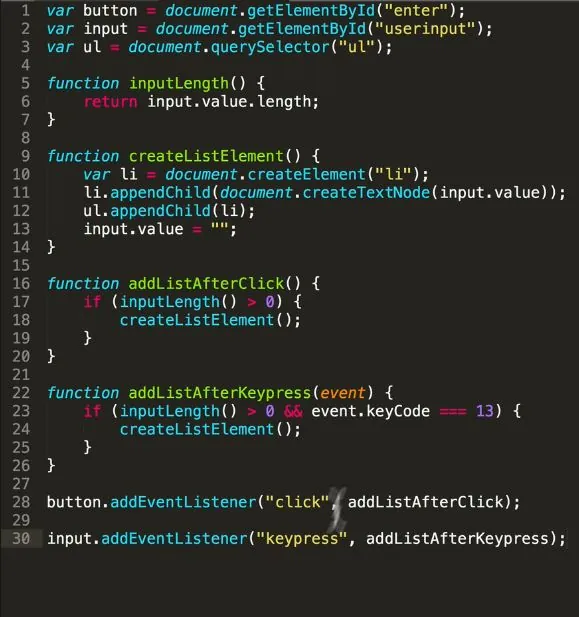 1 var button = document.getElementById("enter");
2 var input = document.getElementById("userinput");
3 var ul = document.querySelector("ul");
4
5 function inputLength() {
6     return input.value.length;
7 }
8
9 function createListElement() {
10     var li = document.createElement("li");
11     li.appendChild(document.createTextNode(input.value));
12     ul.appendChild(li);
13     input.value = "";
14 }
15
16 function addListAfterClick() {
17     if (inputLength() > 0) {
18         createListElement();
19     }
20 }
21
22 function addListAfterKeypress(event) {
23     if (inputLength() > 0 && event.keyCode === 13) {
24         createListElement();
25     }
26 }
27
28 button.addEventListener("click", addListAfterClick);
29
30 input.addEventListener("keypress", addListAfterKeypress);